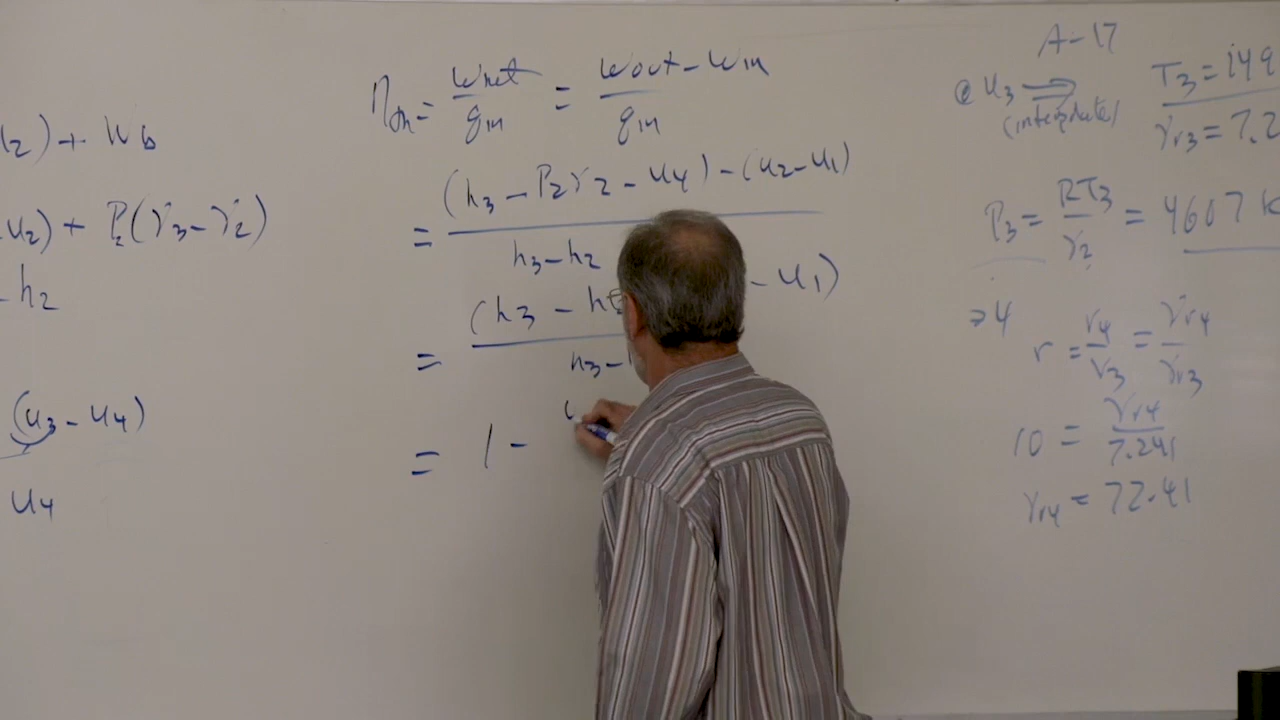 u₂) + Wb
u₂) + P₂(v₃ - v₂)
- h₂
(u₃ - u₄)
u₄
ηth = wnet/qin = wout - win/qin
= (h₃ - P₂v₂ - u₄) - (u₂ - u₁)/h₃ - h₂
= (h₃ - h - u₁)/h₃ -
= 1 -
A-17
@ u₃ ⇒ T₃ = 149
(interpolate) vr3 = 7.2
P₃ = RT₃/v₂ = 4607 K
→4
r = v₄/v₃ = vr4/vr3
10 = vr4/7.241
vr4 = 72.41